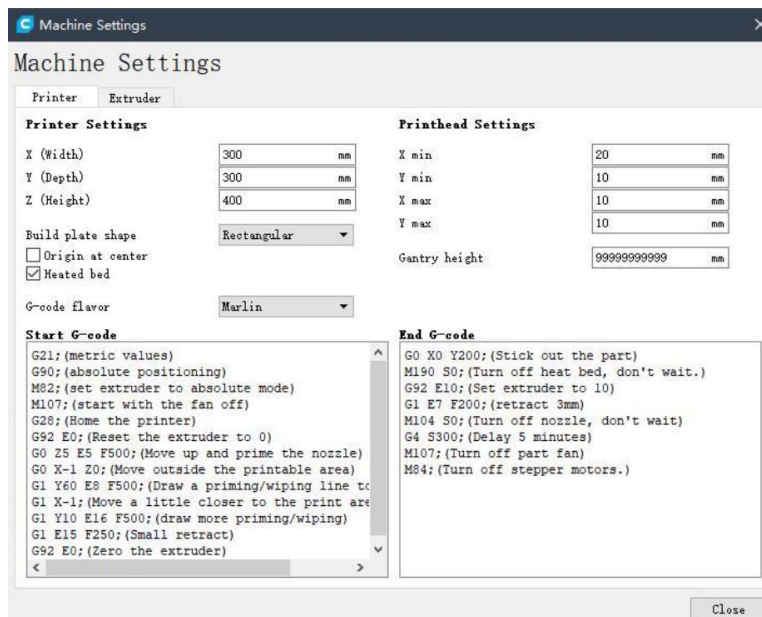 Machine Settings
Machine Settings
Printer Extruder
Printer Settings
X (Width) 300 mm
Y (Depth) 300 mm
Z (Height) 400 mm
Build plate shape Rectangular
Origin at center
Heated bed
G-code flavor Marlin
Printhead Settings
X min 20 mm
Y min 10 mm
X max 10 mm
Y max 10 mm
Gantry height 99999999999 mm
Start G-code
G21;(metric values)
G90;(absolute positioning)
M82;(set extruder to absolute mode)
M107;(start with the fan off)
G28;(Home the printer)
G92 E0;(Reset the extruder to 0)
G0 Z5 E5 F500;(Move up and prime the nozzle)
G0 X-1 Z0;(Move outside the printable area)
G1 Y60 E8 F500;(Draw a priming/wiping line to
G1 X-1;(Move a little closer to the print are
G1 Y10 E16 F500;(draw more priming/wiping)
G1 E15 F250;(Small retract)
G92 E0;(Zero the extruder)
End G-code
G0 X0 Y200;(Stick out the part)
M190 S0;(Turn off heat bed, don't wait.)
G92 E10;(Set extruder to 10)
G1 E7 F200;(retract 3mm)
M104 S0;(Turn off nozzle, don't wait)
G4 S300;(Delay 5 minutes)
M107;(Turn off part fan)
M84;(Turn off stepper motors.)
Close